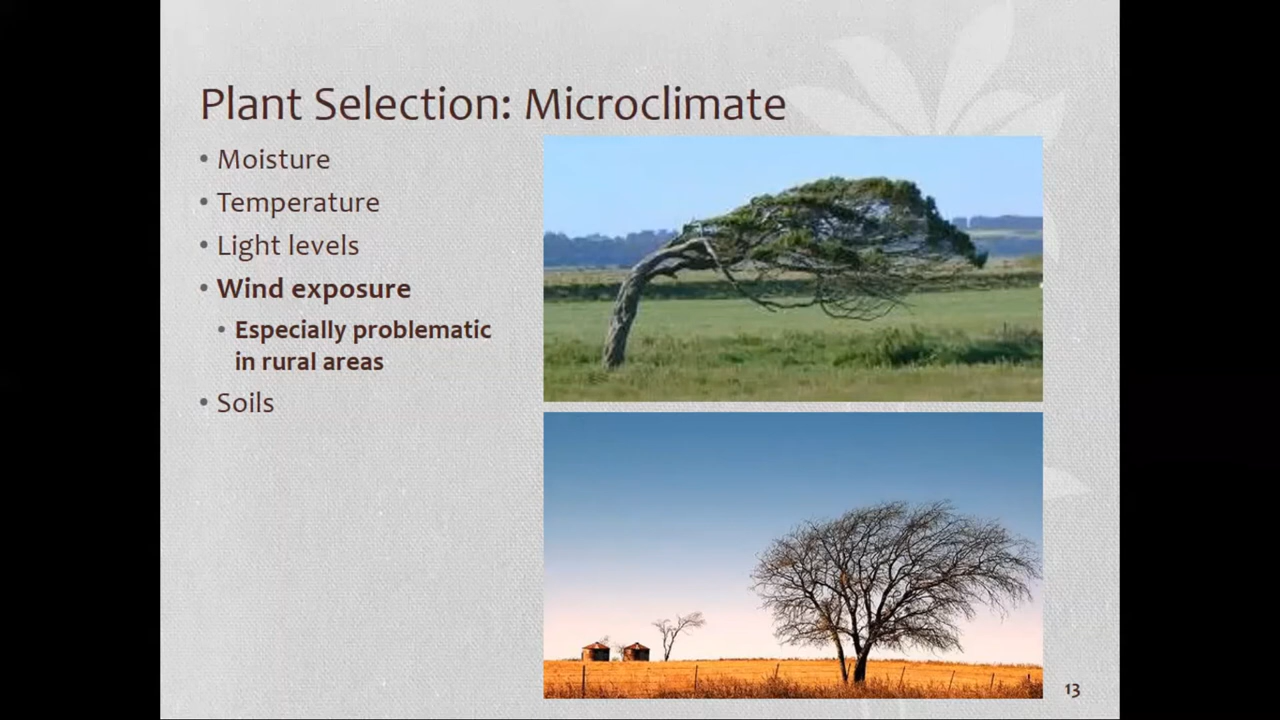 Plant Selection: Microclimate
• Moisture
• Temperature
• Light levels
• Wind exposure
• Especially problematic
in rural areas
• Soils
13